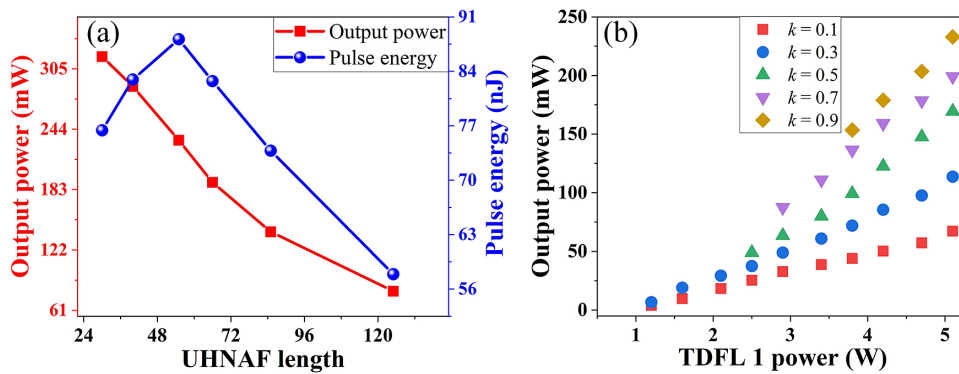 (a)
Output power
Pulse energy
Output power (mW)
305
244
183
122
61
Pulse energy (nJ)
91
84
77
70
63
56
24 48 72 96 120
UHNAF length
(b)
k = 0.1
k = 0.3
k = 0.5
k = 0.7
k = 0.9
Output power (mW)
250
200
150
100
50
0
1 2 3 4 5
TDFL 1 power (W)